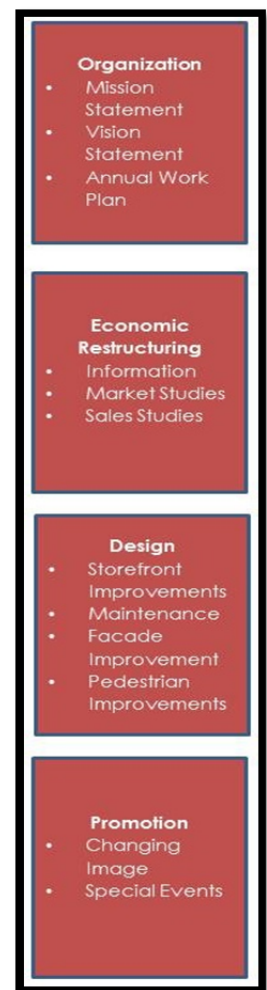 Organization
• Mission
Statement
• Vision
Statement
• Annual Work
Plan
Economic
Restructuring
• Information
• Market Studies
• Sales Studies
Design
• Storefront
Improvements
• Maintenance
• Facade
Improvement
• Pedestrian
Improvements
Promotion
• Changing
Image
• Special Events